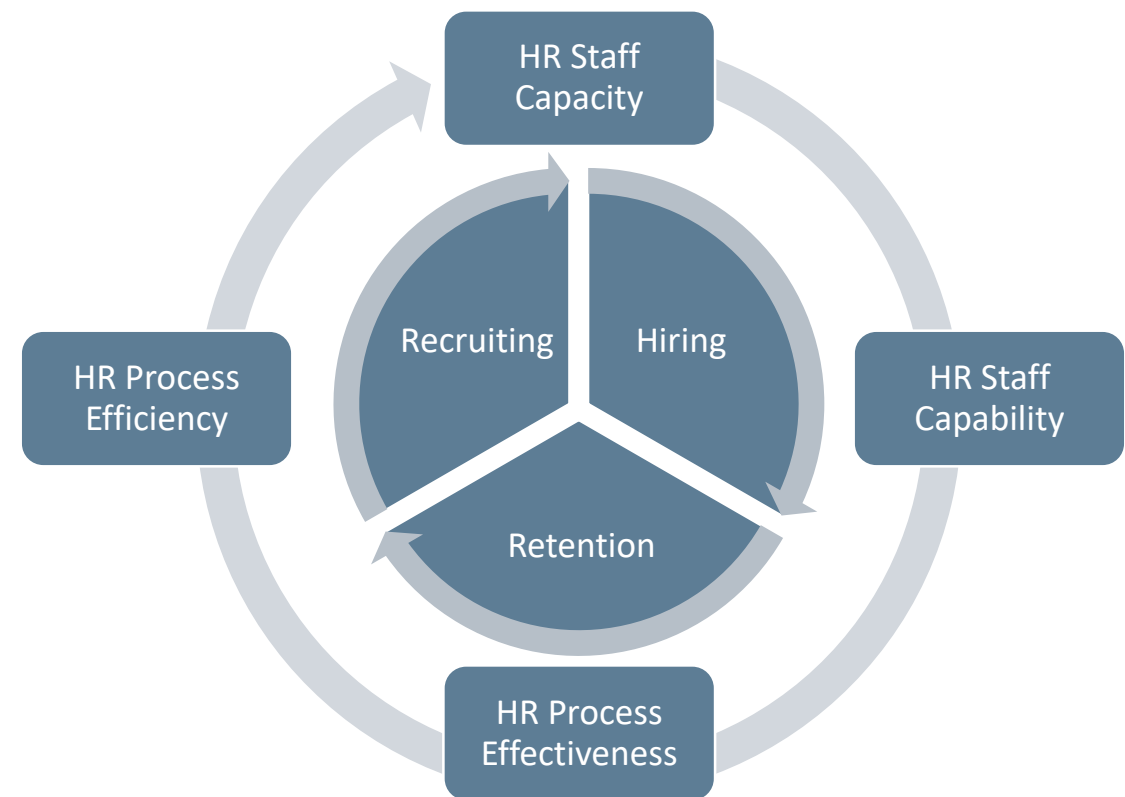 HR Staff
Capacity
Recruiting
Hiring
HR Process
Efficiency
HR Staff
Capability
Retention
HR Process
Effectiveness